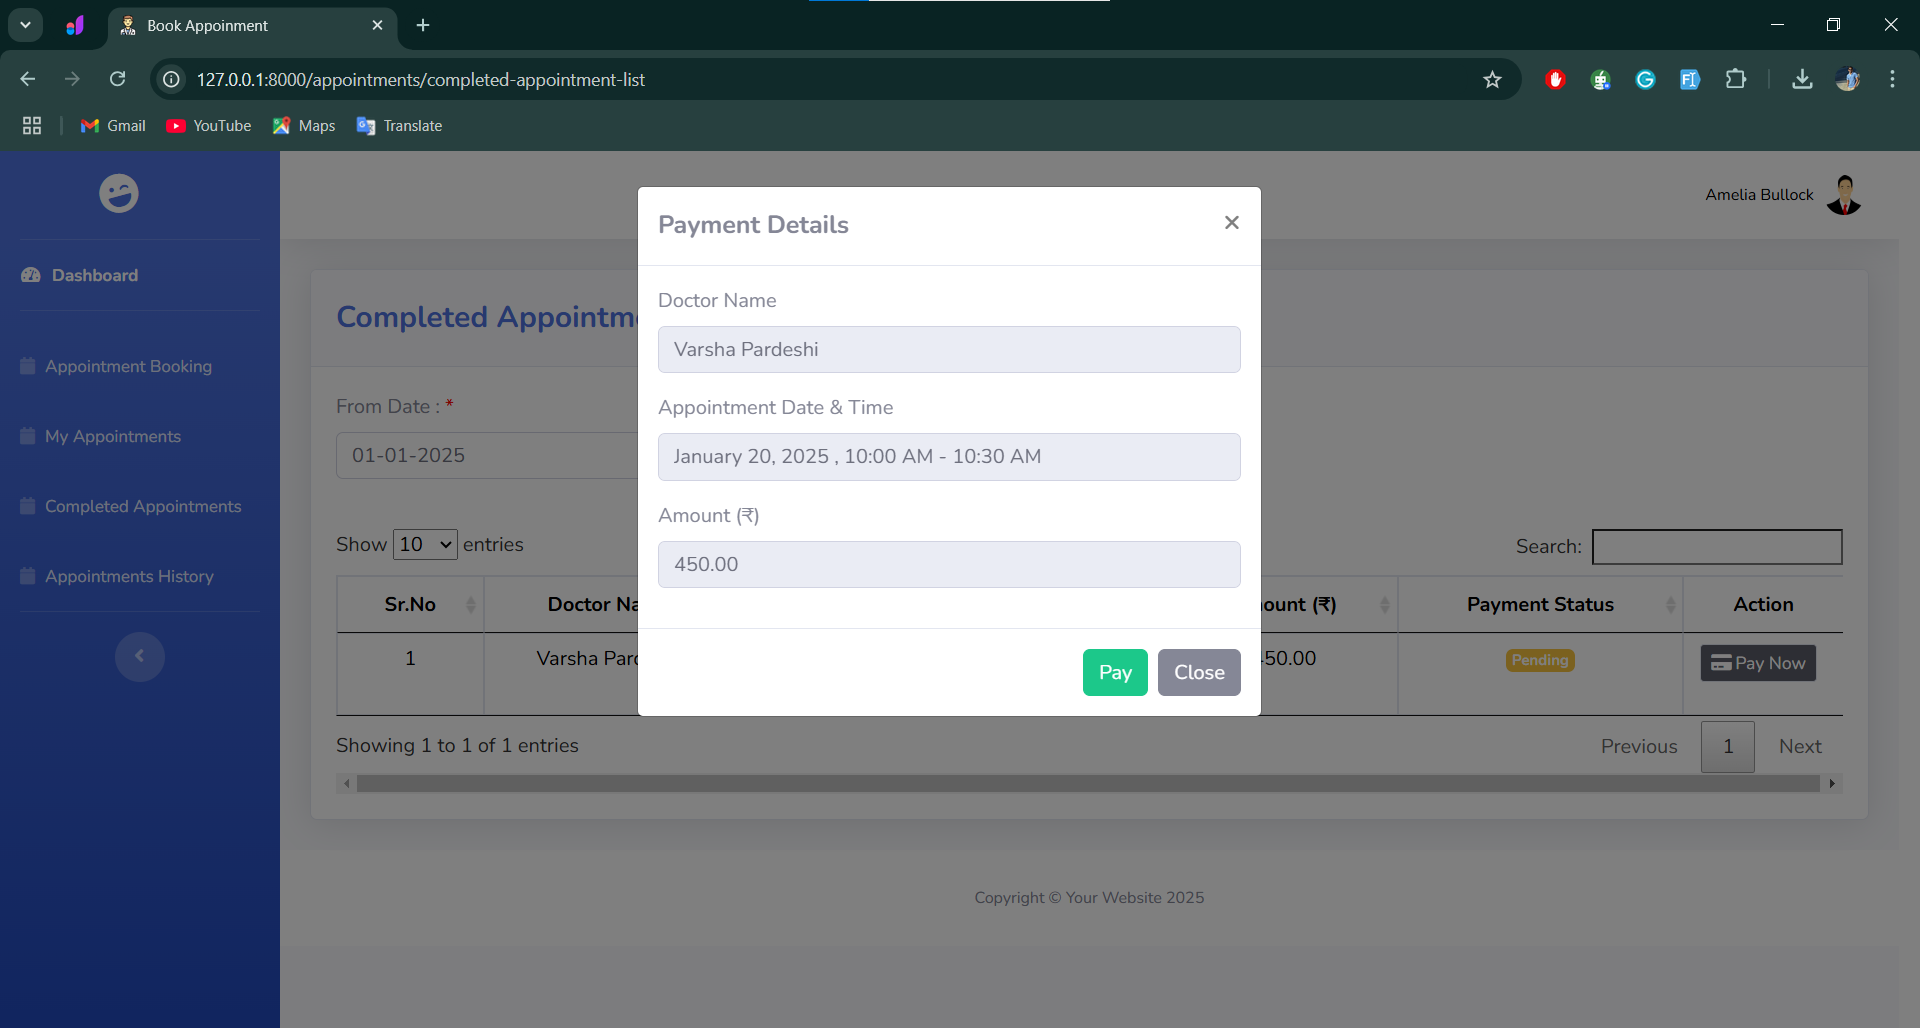 Book Appoinment
127.0.0.1:8000/appointments/completed-appointment-list
Gmail YouTube Maps Translate
Amelia Bullock
Dashboard
Appointment Booking
My Appointments
Completed Appointments
Appointments History
Payment Details
Doctor Name
Varsha Pardeshi
Appointment Date & Time
January 20, 2025 , 10:00 AM - 10:30 AM
Amount (₹)
450.00
Pay Close
Completed Appointm
From Date : *
01-01-2025
Show 10 entries
Search:
Sr.No Doctor Na ount (₹) Payment Status Action
1 Varsha Pard 50.00 Pending Pay Now
Showing 1 to 1 of 1 entries
Previous 1 Next
Copyright © Your Website 2025